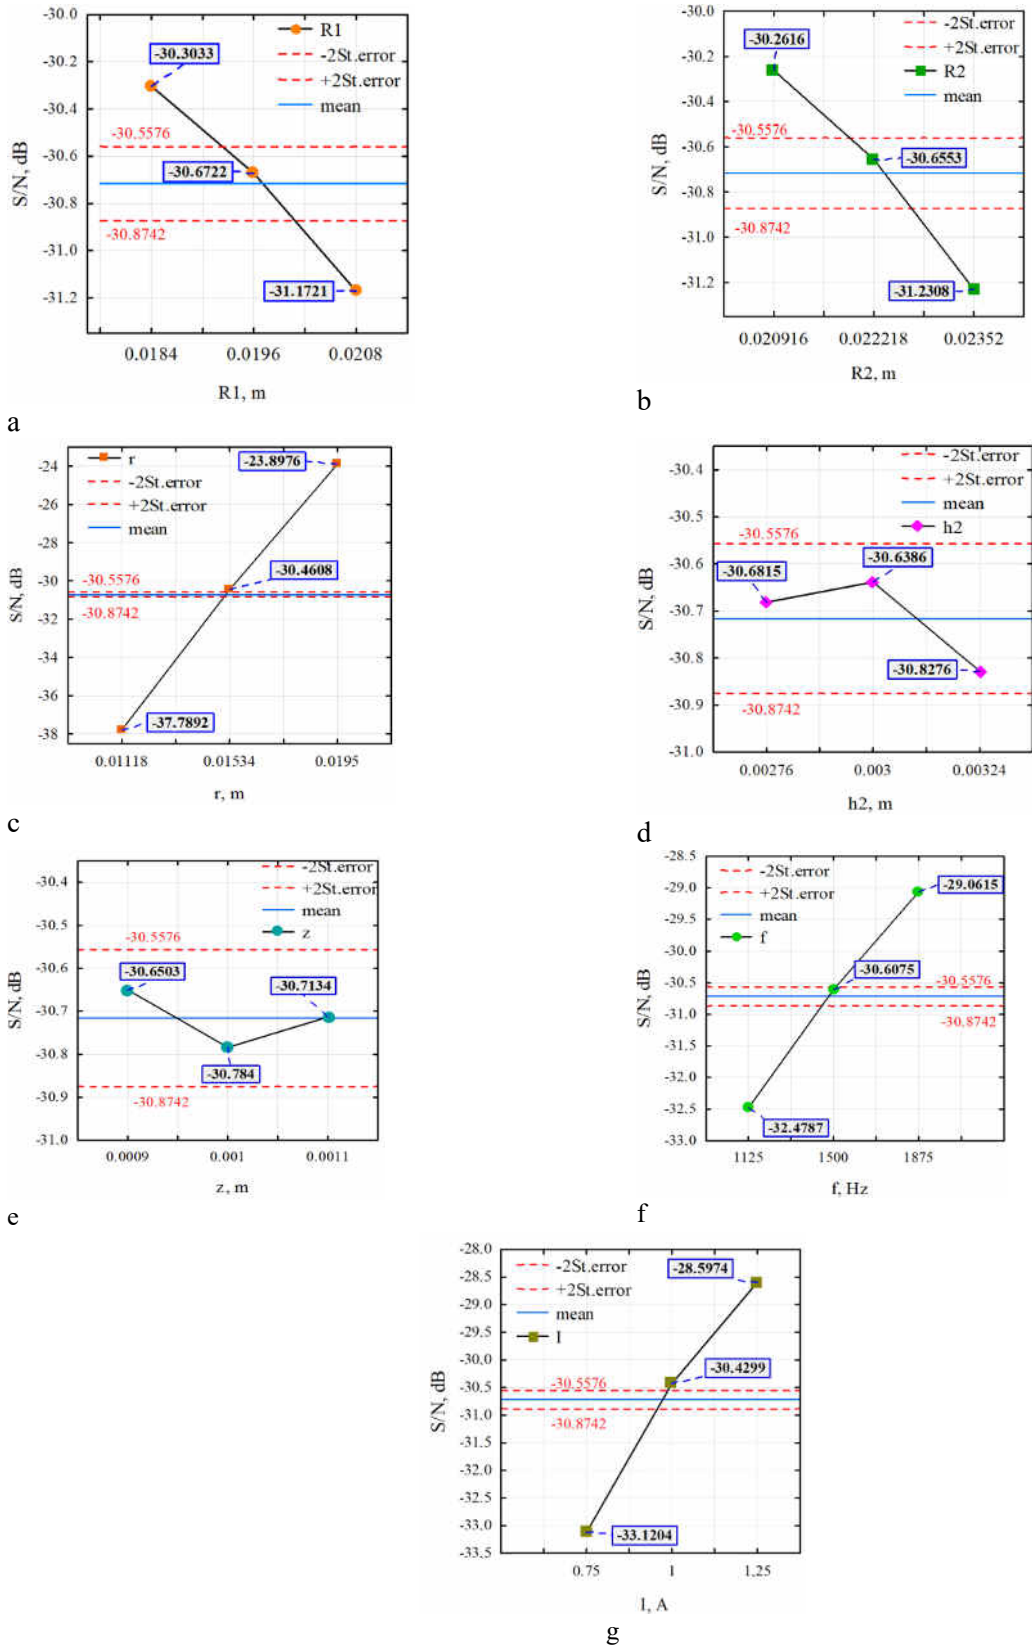 -30.0
-30.2
-30.4
-30.6
-30.8
-31.0
-31.2
S/N, dB
R1
-2St.error
+2St.error
mean
-30.3033
-30.5576
-30.6722
-30.8742
-31.1721
0.0184 0.0196 0.0208
R1, m
a
-30.0
-30.2
-30.4
-30.6
-30.8
-31.0
-31.2
S/N, dB
-2St.error
+2St.error
R2
mean
-30.2616
-30.5576
-30.6553
-30.8742
-31.2308
0.020916 0.022218 0.02352
R2, m
b
-24
-26
-28
-30
-32
-34
-36
-38
S/N, dB
r
-2St.error
+2St.error
mean
-23.8976
-30.5576
-30.4608
-30.8742
-37.7892
0.01118 0.01534 0.0195
r, m
c
-30.4
-30.5
-30.6
-30.7
-30.8
-30.9
-31.0
S/N, dB
-2St.error
+2St.error
mean
h2
-30.5576
-30.6815
-30.6386
-30.8276
-30.8742
0.00276 0.003 0.00324
h2, m
d
-30.4
-30.5
-30.6
-30.7
-30.8
-30.9
-31.0
S/N, dB
-2St.error
+2St.error
mean
z
-30.5576
-30.6503
-30.7134
-30.784
-30.8742
0.0009 0.001 0.0011
z, m
e
-28.5
-29.0
-29.5
-30.0
-30.5
-31.0
-31.5
-32.0
-32.5
-33.0
S/N, dB
-2St.error
+2St.error
mean
f
-29.0615
-30.6075
-30.5576
-30.8742
-32.4787
1125 1500 1875
f, Hz
f
-28.0
-28.5
-29.0
-29.5
-30.0
-30.5
-31.0
-31.5
-32.0
-32.5
-33.0
-33.5
S/N, dB
-2St.error
+2St.error
mean
I
-28.5974
-30.4299
-30.5576
-30.8742
-33.1204
0.75 1 1.25
I, A
g